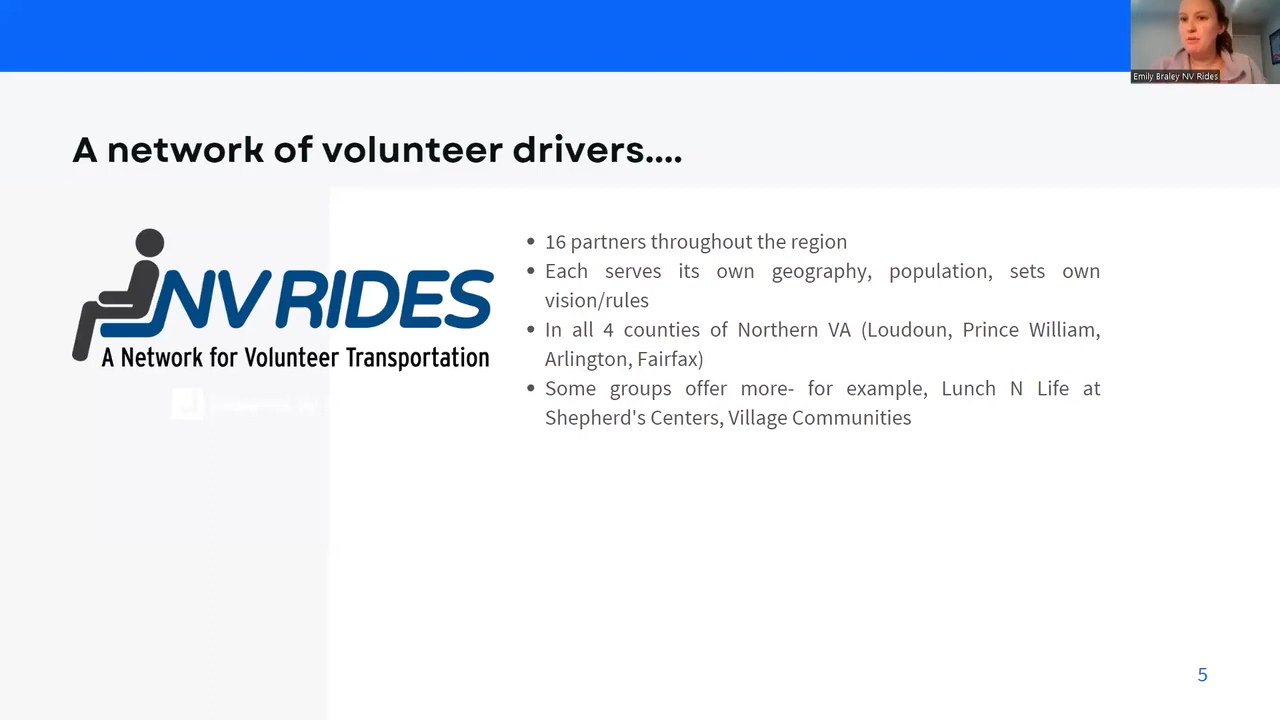 Emily Braley NV Rides
A network of volunteer drivers....
NV RIDES
A Network for Volunteer Transportation
16 partners throughout the region
Each serves its own geography, population, sets own
vision/rules
In all 4 counties of Northern VA (Loudoun, Prince William,
Arlington, Fairfax)
Some groups offer more- for example, Lunch N Life at
Shepherd's Centers, Village Communities
5